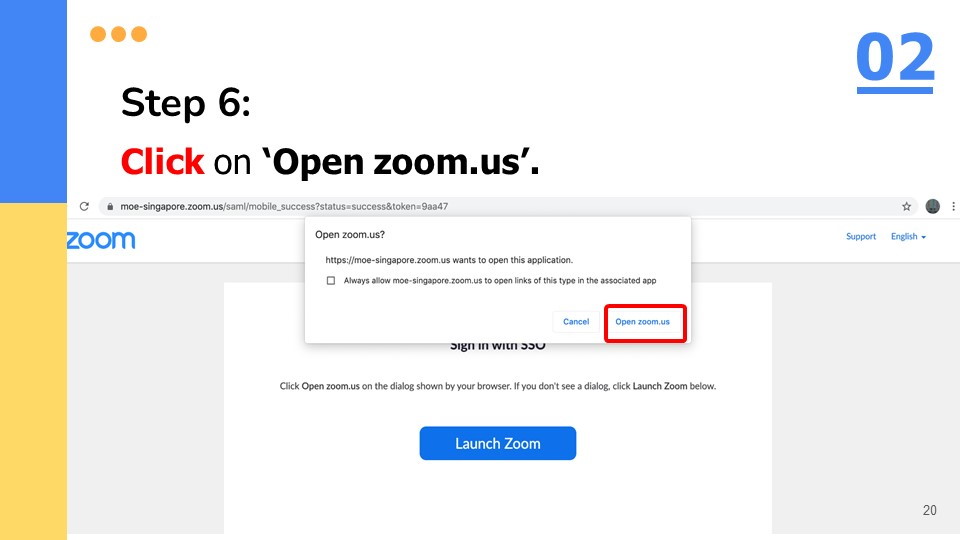 02
Step 6:
Click on ‘Open zoom.us’.
moe-singapore.zoom.us/saml/mobile_success?status=success&token=9aa47
zoom
Support English
Open zoom.us?
https://moe-singapore.zoom.us wants to open this application.
Always allow moe-singapore.zoom.us to open links of this type in the associated app
Cancel Open zoom.us
Sign in with SSO
Click Open zoom.us on the dialog shown by your browser. If you don't see a dialog, click Launch Zoom below.
Launch Zoom
20